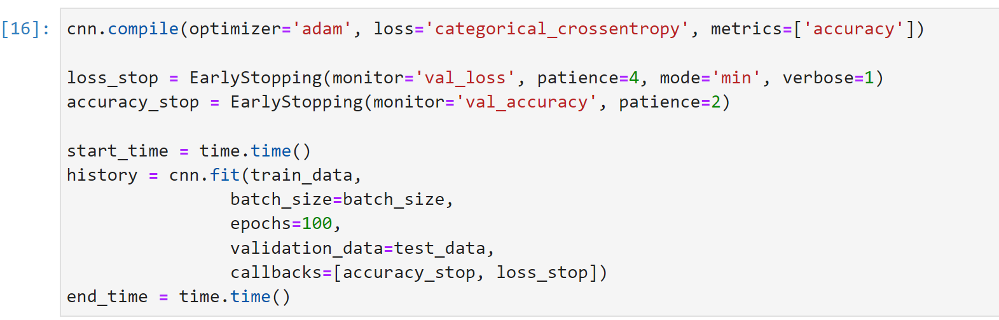 [16]: cnn.compile(optimizer='adam', loss='categorical_crossentropy', metrics=['accuracy'])
loss_stop = EarlyStopping(monitor='val_loss', patience=4, mode='min', verbose=1)
accuracy_stop = EarlyStopping(monitor='val_accuracy', patience=2)
start_time = time.time()
history = cnn.fit(train_data,
batch_size=batch_size,
epochs=100,
validation_data=test_data,
callbacks=[accuracy_stop, loss_stop])
end_time = time.time()